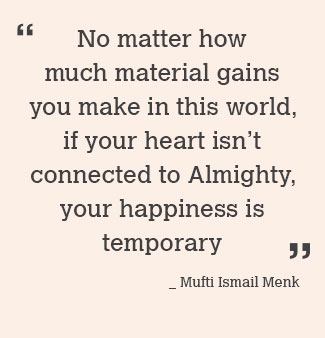 “ No matter how
much material gains
you make in this world,
if your heart isn’t
connected to Almighty,
your happiness is
temporary ”
_ Mufti Ismail Menk